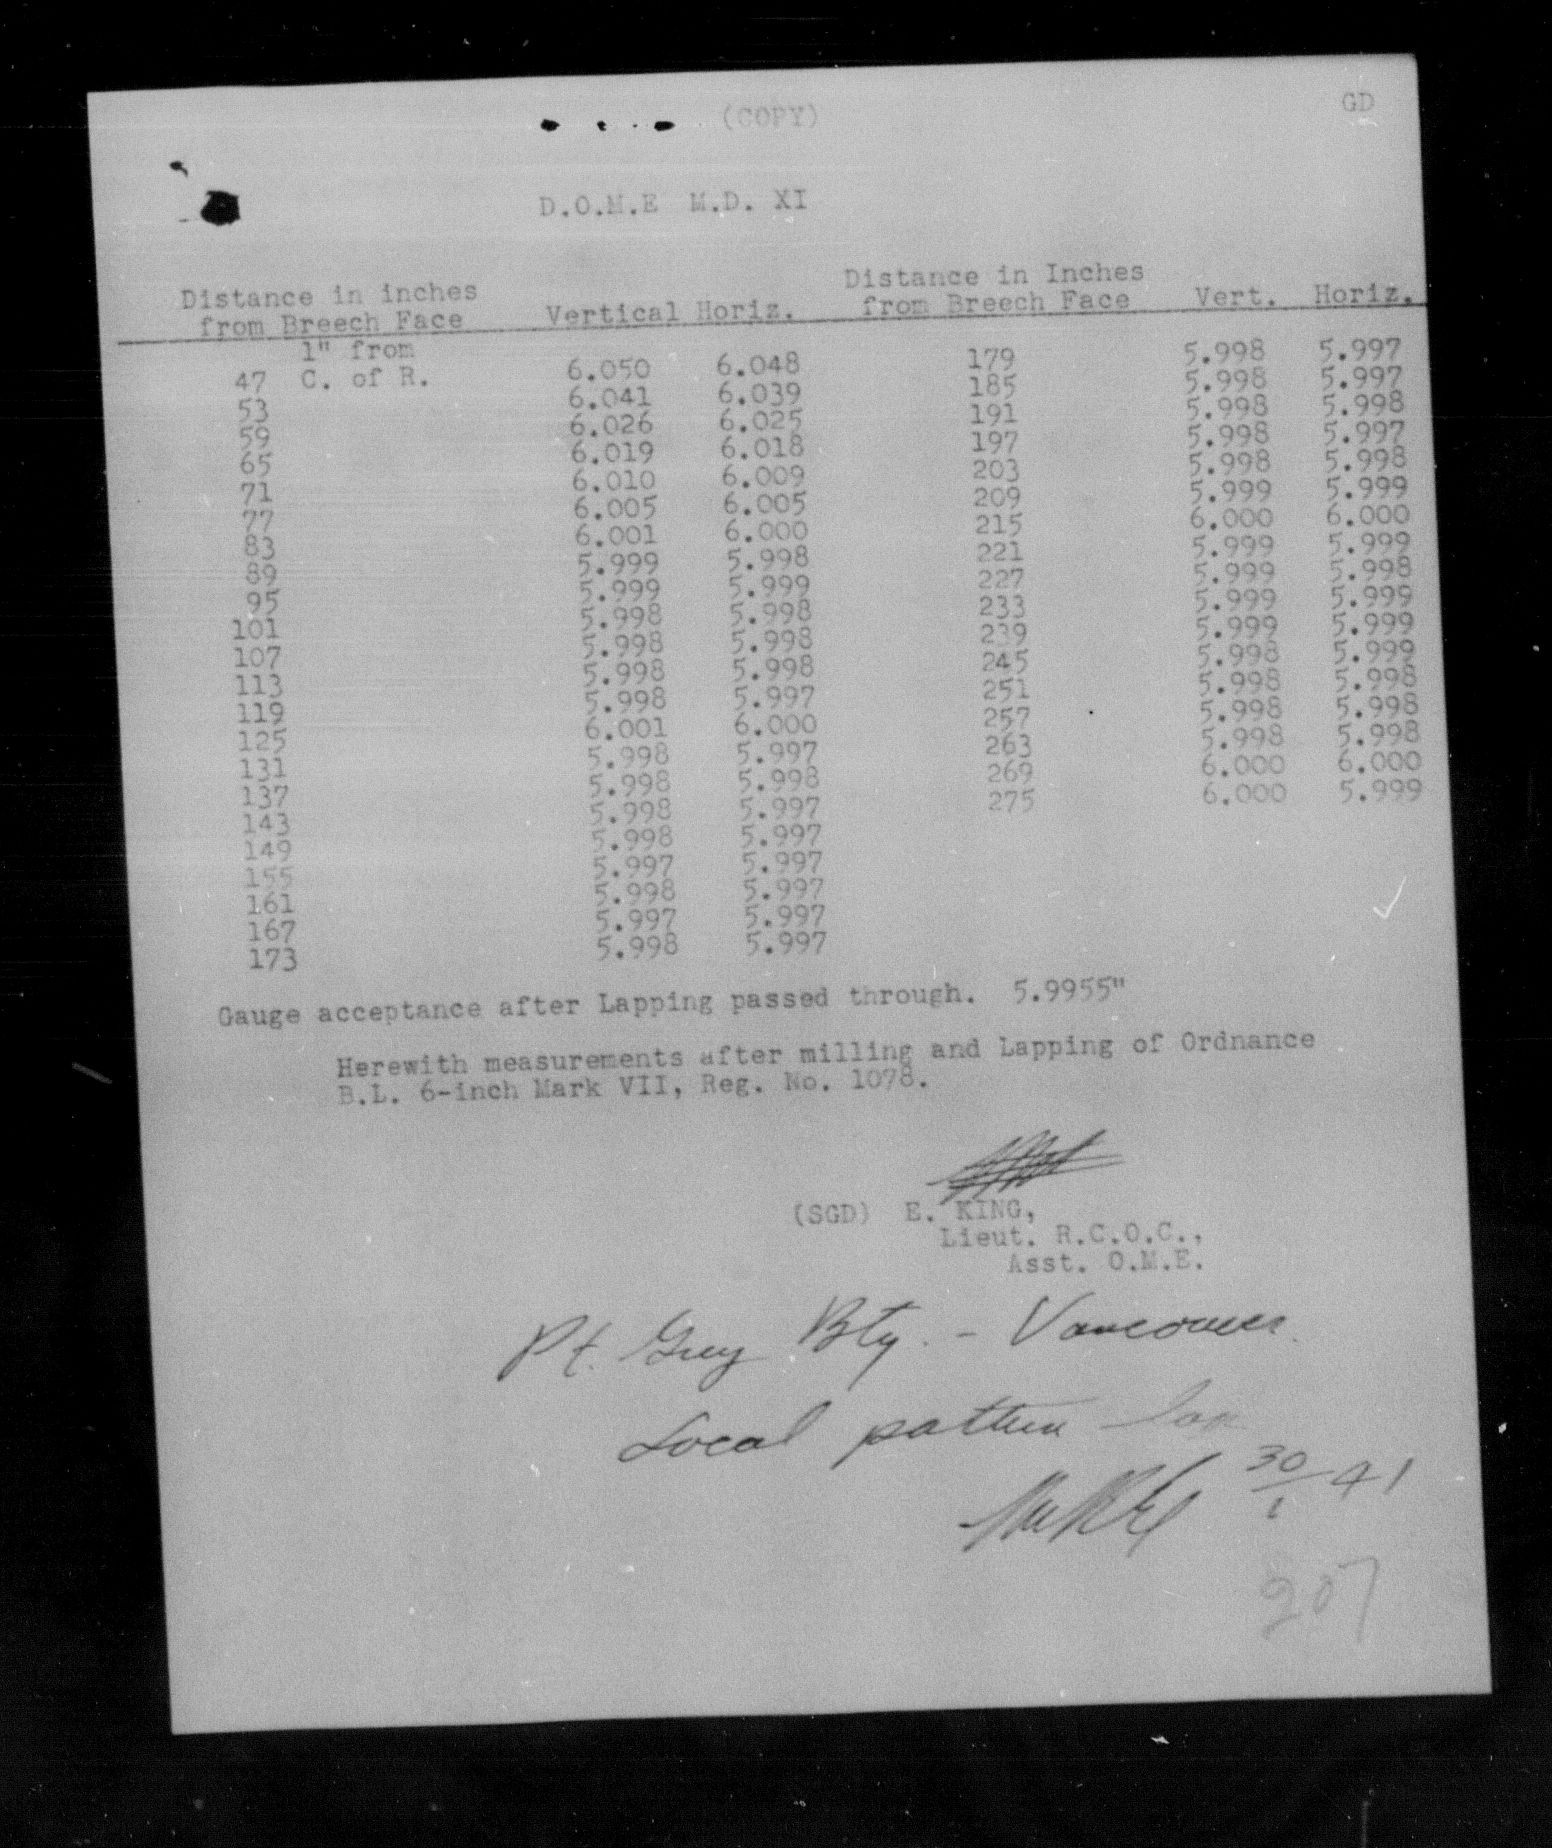 (COPY) GD
D.O.M.E M.D. XI
Distance in inches Distance in Inches
from Breech Face Vertical Horiz. from Breech Face Vert. Horiz.
1" from
47 C. of R. 6.050 6.048 179 5.998 5.997
53 6.041 6.039 185 5.998 5.997
59 6.026 6.025 191 5.998 5.998
65 6.019 6.018 197 5.998 5.997
71 6.010 6.009 203 5.998 5.998
77 6.005 6.005 209 5.999 5.999
83 6.001 6.000 215 6.000 6.000
89 5.999 5.998 221 5.999 5.999
95 5.999 5.999 227 5.999 5.998
101 5.998 5.998 233 5.999 5.999
107 5.998 5.998 239 5.999 5.999
113 5.998 5.998 245 5.998 5.999
119 5.998 5.997 251 5.998 5.998
125 6.001 6.000 257 5.998 5.998
131 5.998 5.997 263 5.998 5.998
137 5.998 5.998 269 6.000 6.000
143 5.998 5.997 275 6.000 5.999
149 5.998 5.997
155 5.997 5.997
161 5.998 5.997
167 5.997 5.997
173 5.998 5.997
Gauge acceptance after Lapping passed through. 5.9955"
Herewith measurements after milling and Lapping of Ordnance
B.L. 6-inch Mark VII, Reg. No. 1078.
(SGD) E. KING,
Lieut. R.C.O.C.,
Asst. O.M.E.
Pt. Grey Bty. - Vancouver.
Local pattern
30/1 41
207